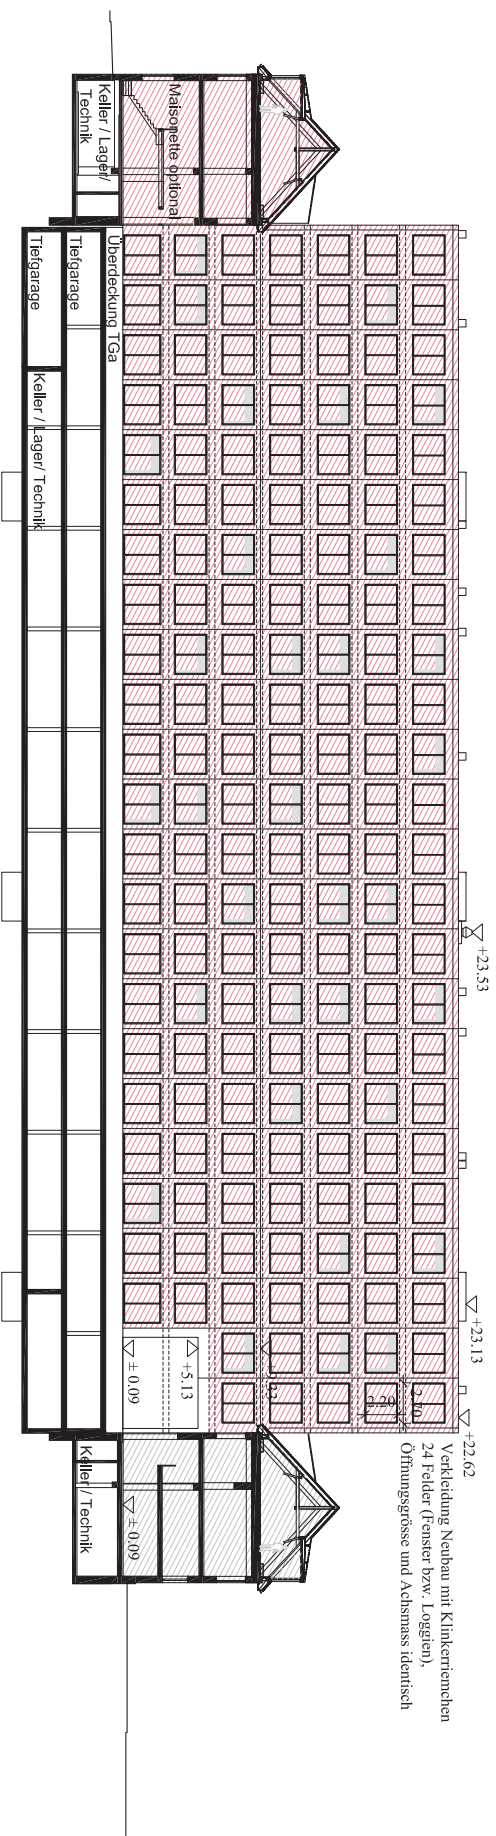 Verkleidung Neubau mit Klinkerriemchen
24 Felder (Fenster bzw. Loggien),
Öffnungsgrösse und Achsmass identisch
+23.53
+23.13
+22.62
2.70
2.20
Maisonette optional
+5.13
± 0.09
± 0.09
Keller / Lager/
Technik
Überdeckung TGa
Tiefgarage
Tiefgarage
Keller / Lager/ Technik
Keller / Technik